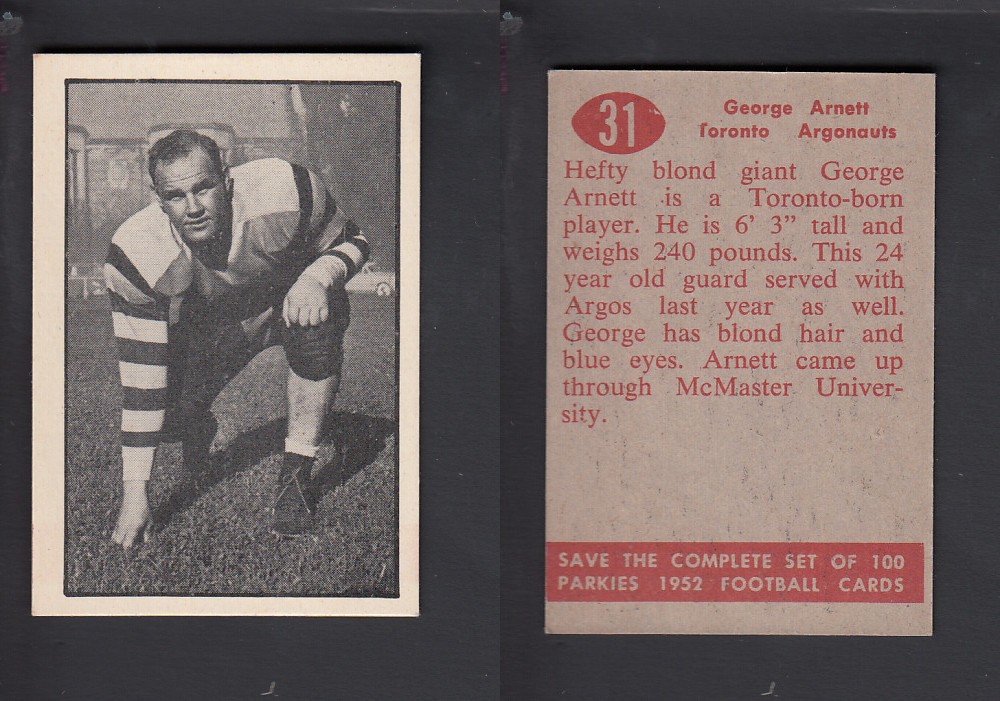 31
George Arnett
Toronto Argonauts
Hefty blond giant George
Arnett is a Toronto-born
player. He is 6' 3" tall and
weighs 240 pounds. This 24
year old guard served with
Argos last year as well.
George has blond hair and
blue eyes. Arnett came up
through McMaster Univer-
sity.
SAVE THE COMPLETE SET OF 100
PARKIES 1952 FOOTBALL CARDS